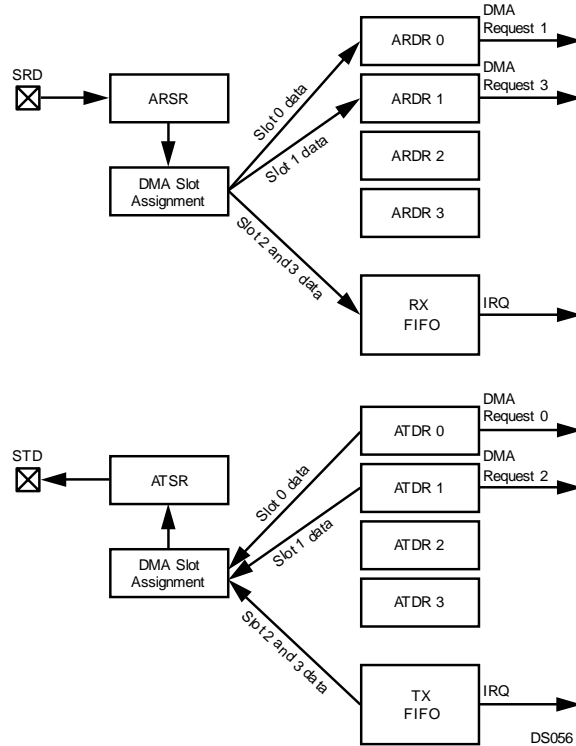 DMA
Request 1
ARDR 0
SRD
DMA
Request 3
ARSR
ARDR 1
Slot 0 data
Slot 1 data
ARDR 2
DMA Slot
Assignment
ARDR 3
Slot 2 and 3 data
RX
FIFO
IRQ
DMA
Request 0
ATDR 0
STD
DMA
Request 2
ATSR
ATDR 1
Slot 0 data
Slot 1 data
ATDR 2
DMA Slot
Assignment
ATDR 3
Slot 2 and 3 data
TX
FIFO
IRQ
DS056